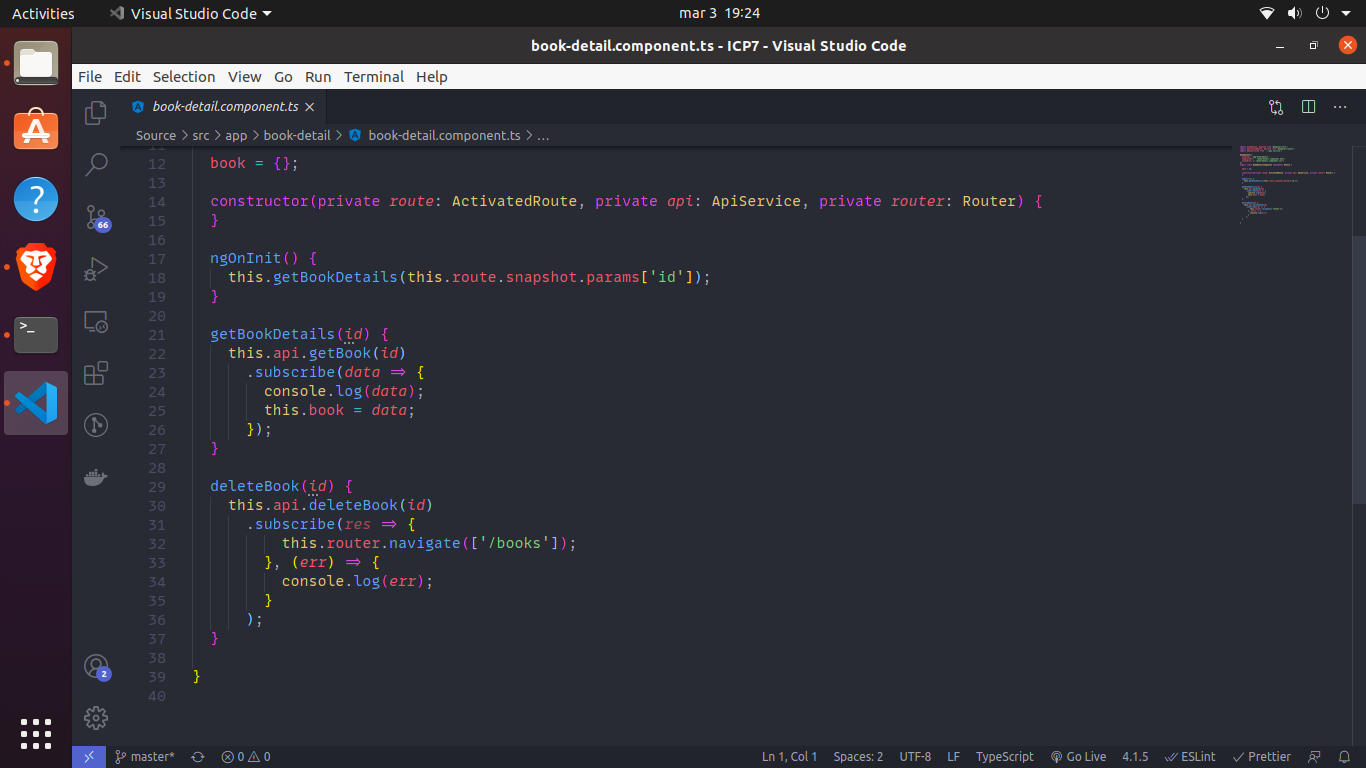 Activities
Visual Studio Code
mar 3 19:24
book-detail.component.ts - ICP7 - Visual Studio Code
File Edit Selection View Go Run Terminal Help
book-detail.component.ts
Source > src > app > book-detail > book-detail.component.ts > ...
11
12 book = {};
13
14 constructor(private route: ActivatedRoute, private api: ApiService, private router: Router) {
15 }
16
17 ngOnInit() {
18 this.getBookDetails(this.route.snapshot.params['id']);
19 }
20
21 getBookDetails(id) {
22 this.api.getBook(id)
23 .subscribe(data => {
24 console.log(data);
25 this.book = data;
26 });
27 }
28
29 deleteBook(id) {
30 this.api.deleteBook(id)
31 .subscribe(res => {
32 this.router.navigate(['/books']);
33 }, (err) => {
34 console.log(err);
35 }
36 );
37 }
38
39 }
40
66
2
>_
?
master* 0 0 Ln 1, Col 1 Spaces: 2 UTF-8 LF TypeScript Go Live 4.1.5 ESLint Prettier